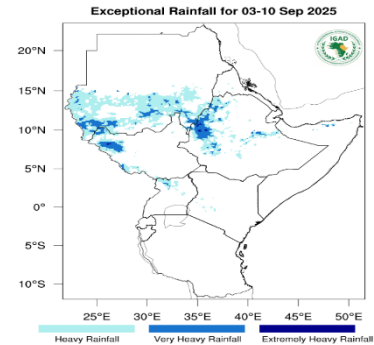 Exceptional Rainfall for 03-10 Sep 2025
IGAD
20°N
15°N
10°N
5°N
0°
5°S
10°S
25°E 30°E 35°E 40°E 45°E 50°E
Heavy Rainfall Very Heavy Rainfall Extremely Heavy Rainfall